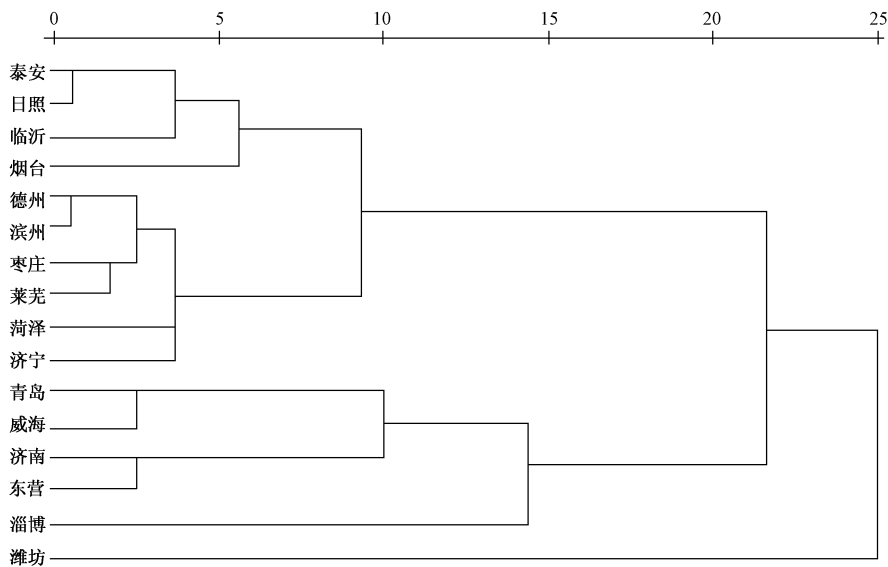 0 5 10 15 20 25
泰安
日照
临沂
烟台
德州
滨州
枣庄
莱芜
菏泽
济宁
青岛
威海
济南
东营
淄博
潍坊